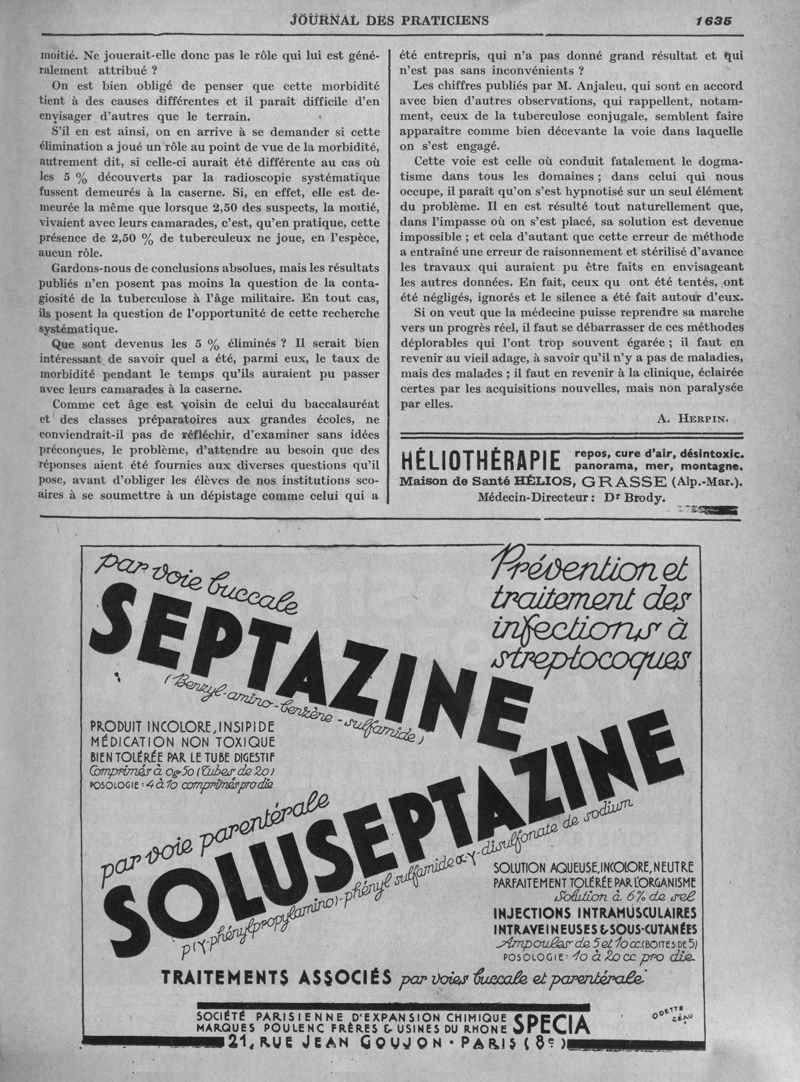 JOURNAL DES PRATICIENS
1635
moitié. Ne jouerait-elle donc pas le rôle qui lui est géné-
ralement attribué ?
On est bien obligé de penser que cette morbidité
tient à des causes différentes et il paraît difficile d'en
envisager d'autres que le terrain.
S'il en est ainsi, on en arrive à se demander si cette
élimination a joué un rôle au point de vue de la morbidité,
autrement dit, si celle-ci aurait été différente au cas où
les 5 % découverts par la radioscopie systématique
fussent demeurés à la caserne. Si, en effet, elle est de-
meurée la même que lorsque 2,50 des suspects, la moitié,
vivaient avec leurs camarades, c'est, qu'en pratique, cette
présence de 2,50 % de tuberculeux ne joue, en l'espèce,
aucun rôle.
Gardons-nous de conclusions absolues, mais les résultats
publiés n'en posent pas moins la question de la conta-
giosité de la tuberculose à l'âge militaire. En tout cas,
ils posent la question de l'opportunité de cette recherche
systématique.
Que sont devenus les 5 % éliminés ? Il serait bien
intéressant de savoir quel a été, parmi eux, le taux de
morbidité pendant le temps qu'ils auraient pu passer
avec leurs camarades à la caserne.
Comme cet âge est voisin de celui du baccalauréat
et des classes préparatoires aux grandes écoles, ne
conviendrait-il pas de réfléchir, d'examiner sans idées
préconçues, le problème, d'attendre au besoin que des
réponses aient été fournies aux diverses questions qu'il
pose, avant d'obliger les élèves de nos institutions sco-
aires à se soumettre à un dépistage comme celui qui a
été entrepris, qui n'a pas donné grand résultat et qui
n'est pas sans inconvénients ?
Les chiffres publiés par M. Anjaleu, qui sont en accord
avec bien d'autres observations, qui rappellent, notam-
ment, ceux de la tuberculose conjugale, semblent faire
apparaître comme bien décevante la voie dans laquelle
on s'est engagé.
Cette voie est celle où conduit fatalement le dogma-
tisme dans tous les domaines ; dans celui qui nous
occupe, il paraît qu'on s'est hypnotisé sur un seul élément
du problème. Il en est résulté tout naturellement que,
dans l'impasse où on s'est placé, sa solution est devenue
impossible ; et cela d'autant que cette erreur de méthode
a entraîné une erreur de raisonnement et stérilisé d'avance
les travaux qui auraient pu être faits en envisageant
les autres données. En fait, ceux qu ont été tentés, ont
été négligés, ignorés et le silence a été fait autour d'eux.
Si on veut que la médecine puisse reprendre sa marche
vers un progrès réel, il faut se débarrasser de ces méthodes
déplorables qui l'ont trop souvent égarée ; il faut en
revenir au vieil adage, à savoir qu'il n'y a pas de maladies,
mais des malades ; il faut en revenir à la clinique, éclairée
certes par les acquisitions nouvelles, mais non paralysée
par elles.
A. HERPIN.
HÉLIOTHÉRAPIE repos, cure d'air, désintoxic.
panorama, mer, montagne.
Maison de Santé HÉLIOS, GRASSE (Alp.-Mar.).
Médecin-Directeur : Dr Brody.
par voie buccale
SEPTAZINE
(Benzyl-amino-benzène-sulfamide)
Prévention et
traitement des
infections à
streptocoques
PRODUIT INCOLORE, INSIPIDE
MÉDICATION NON TOXIQUE
BIEN TOLÉRÉE PAR LE TUBE DIGESTIF
Comprimés à 0g.50 (Tubes de 20)
POSOLOGIE : 4 à 10 comprimés pro die
par voie parentérale
SOLUSEPTAZINE
p(γ-phénylpropylamino)-phényl sulfamide αγ-disulfonate de sodium
SOLUTION AQUEUSE, INCOLORE, NEUTRE
PARFAITEMENT TOLÉRÉE PAR L'ORGANISME
Solution à 6% de sel
INJECTIONS INTRAMUSCULAIRES
INTRAVEINEUSES & SOUS-CUTANÉES
Ampoules de 5 et 10cc. (BOITES DE 5)
POSOLOGIE : 10 à 20 cc pro die.
TRAITEMENTS ASSOCIÉS par voies buccale et parentérale
SOCIÉTÉ PARISIENNE D'EXPANSION CHIMIQUE
MARQUES POULENC FRÈRES & USINES DU RHONE SPECIA
21, RUE JEAN GOUJON · PARIS (8e)
ODETTE
ZÉAU